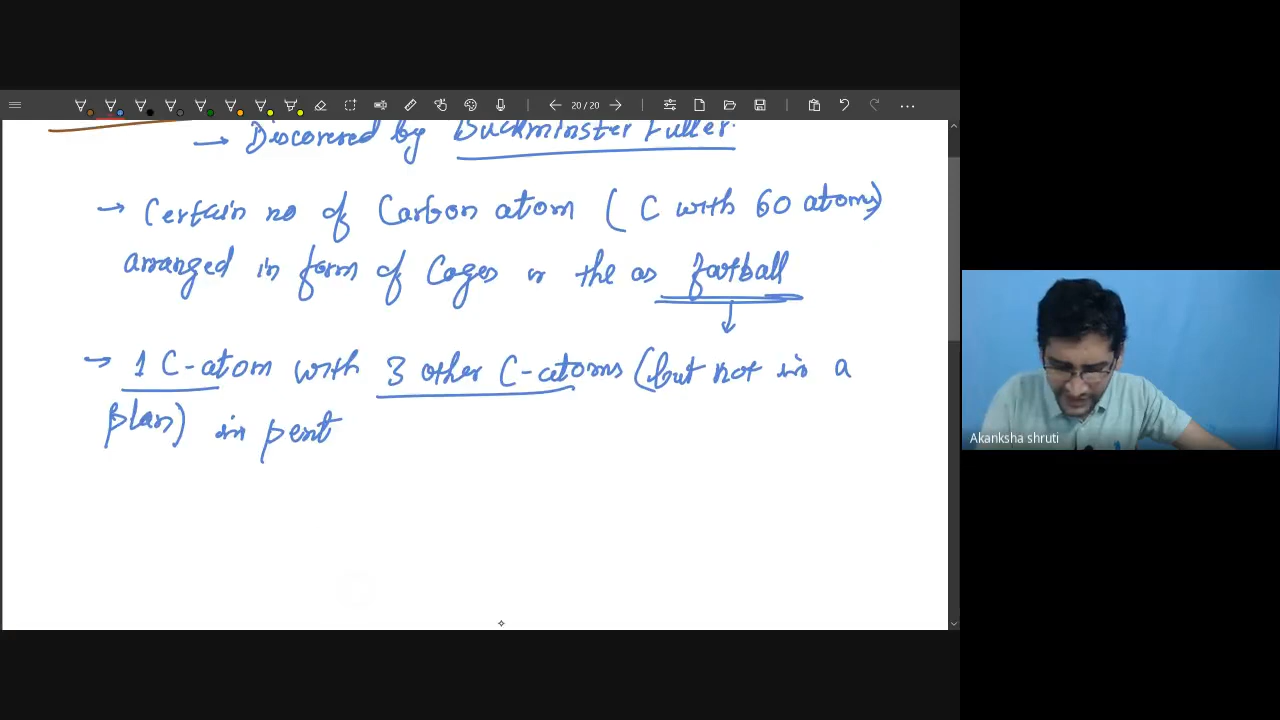 20 / 20
→ Discovered by Buckminster Fuller.
→ Certain no of Carbon atom ( C with 60 atoms)
arranged in form of Cages in the as football
→ 1 C-atom with 3 other C-atoms (but not in a
plan) in pent
Akanksha shruti